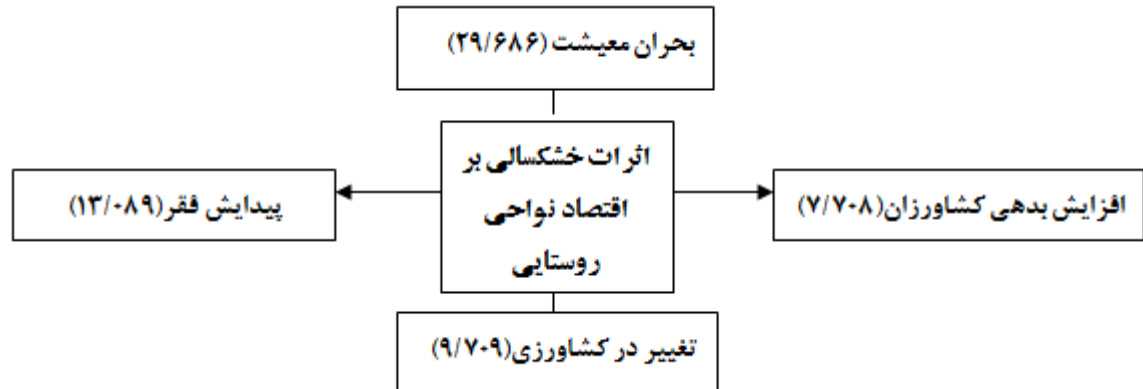 بحران معیشت (۲۹/۶۸۶)
اثرات خشکسالی بر
اقتصاد نواحی
روستایی
افزایش بدهی کشاورزان(۷/۷۰۸)
پیدایش فقر(۱۳/۰۸۹)
تغییر در کشاورزی(۹/۷۰۹)